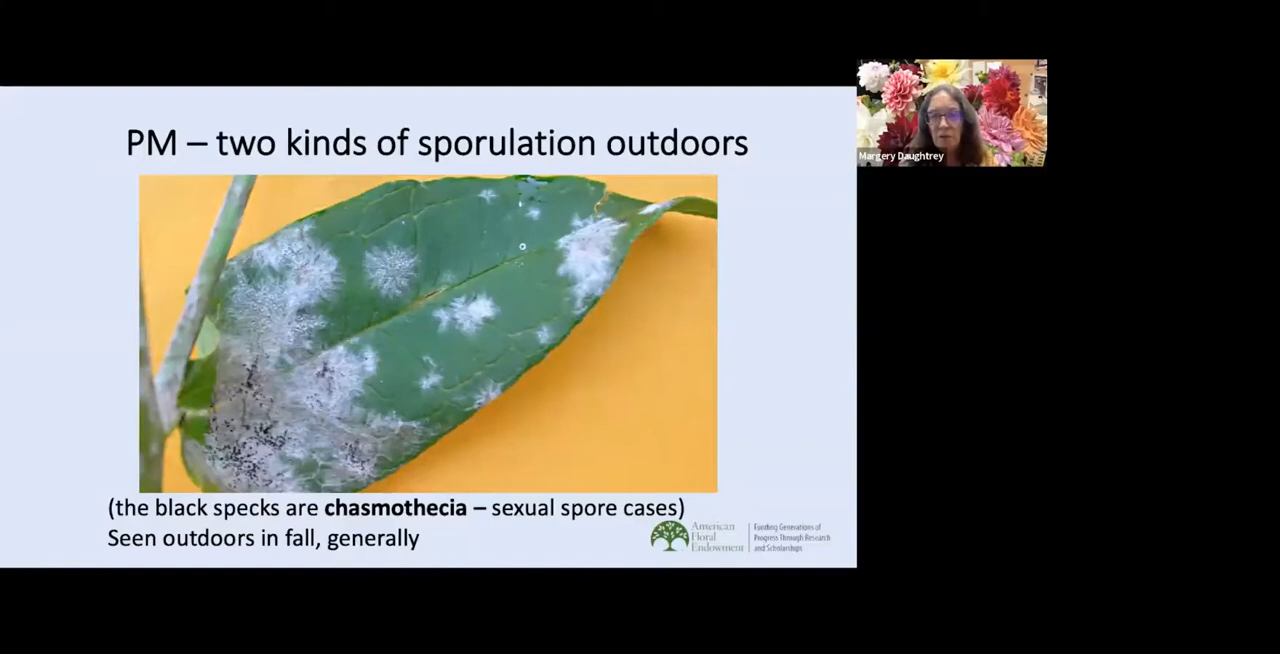 PM – two kinds of sporulation outdoors
Margery Daughtrey
(the black specks are chasmothecia – sexual spore cases)
Seen outdoors in fall, generally
American
Floral
Endowment
Funding Generations of
Progress Through Research
and Scholarships